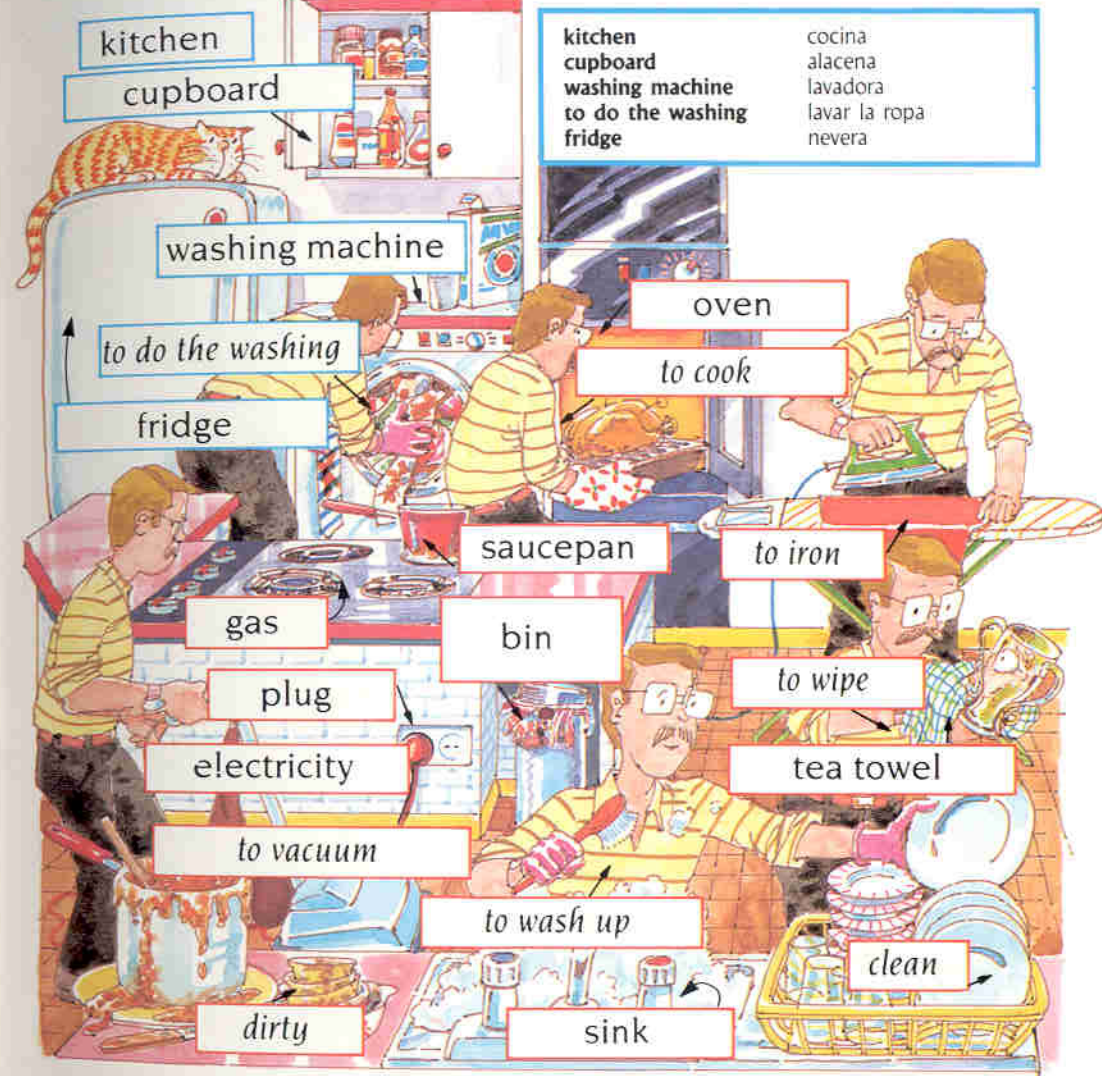 kitchen
cupboard
kitchen cocina
cupboard alacena
washing machine lavadora
to do the washing lavar la ropa
fridge nevera
washing machine
oven
to do the washing
to cook
fridge
saucepan
to iron
gas
bin
plug
to wipe
electricity
tea towel
to vacuum
to wash up
clean
dirty
sink